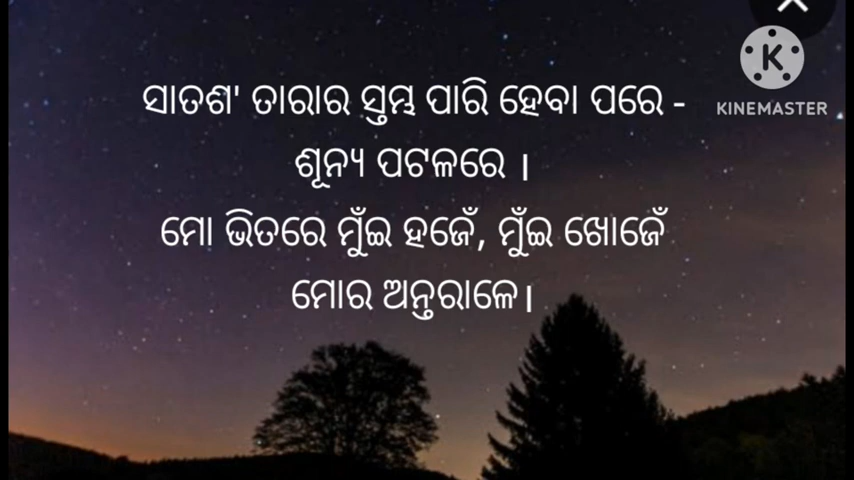 ସାତଶ' ତାରାର ସ୍ତମ୍ଭ ପାରି ହେବା ପରେ -
ଶୂନ୍ୟ ପଟଳରେ ।
ମୋ ଭିତରେ ମୁଁଇ ହଜେଁ, ମୁଁଇ ଖୋଜେଁ
ମୋର ଅନ୍ତରାଳେ।
KINEMASTER